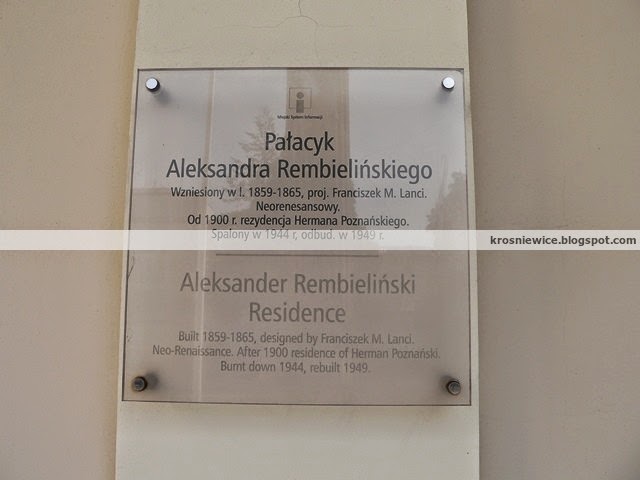 Miejski System Informacji
Pałacyk
Aleksandra Rembielińskiego
Wzniesiony w l. 1859-1865, proj. Franciszek M. Lanci.
Neorenesansowy.
Od 1900 r. rezydencja Hermana Poznańskiego.
Spalony w 1944 r, odbud. w 1949 r.
krosniewice.blogspot.com
Aleksander Rembieliński
Residence
Built 1859-1865, designed by Franciszek M. Lanci.
Neo-Renaissance. After 1900 residence of Herman Poznański.
Burnt down 1944, rebuilt 1949.